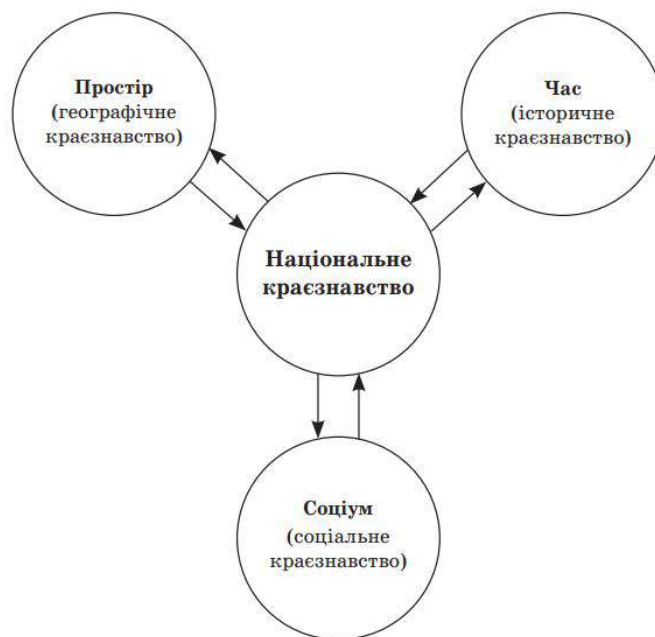 Простір
(географічне
краєзнавство)
Час
(історичне
краєзнавство)
Національне
краєзнавство
Соціум
(соціальне
краєзнавство)